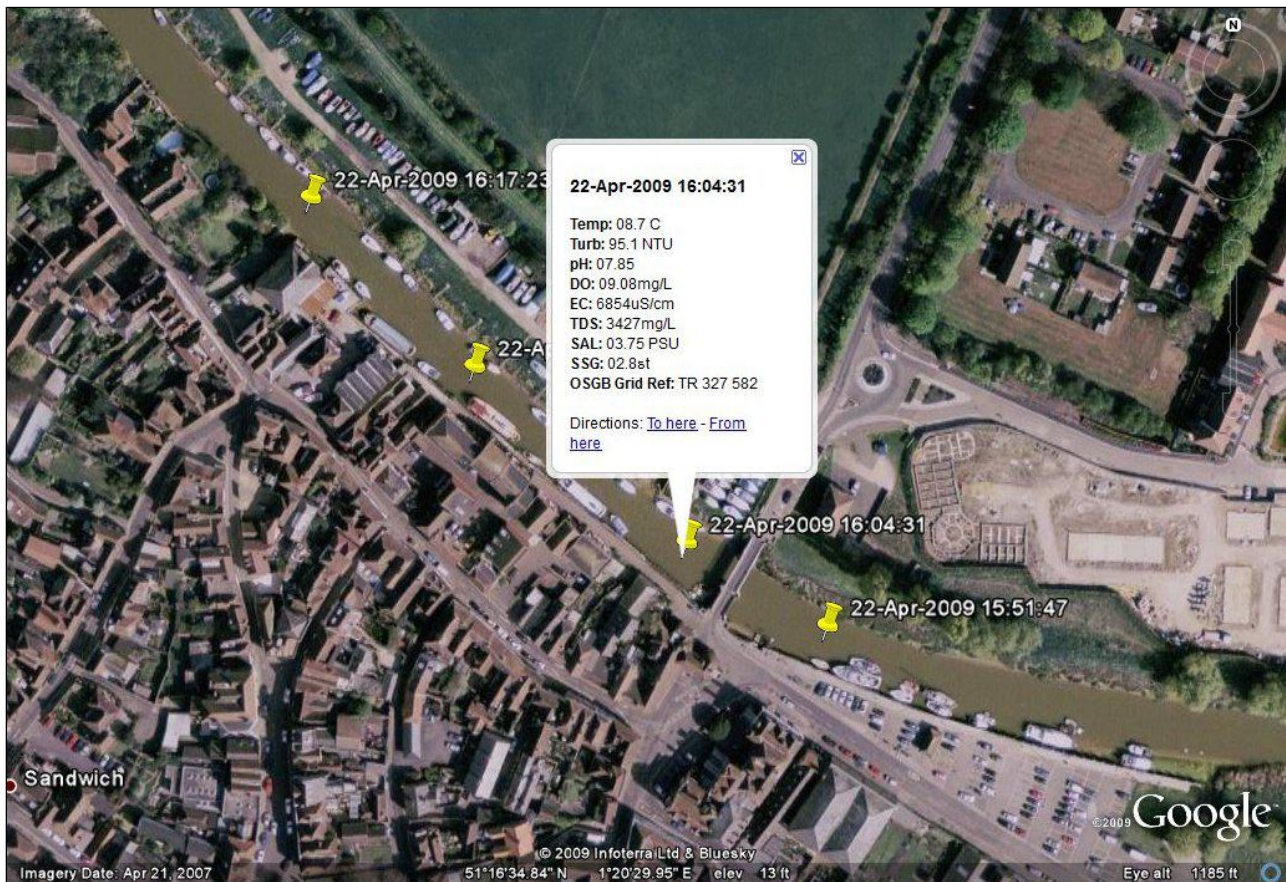 N
22-Apr-2009 16:17:23
22-Apr-2009 16:04:31
Temp: 08.7 C
Turb: 95.1 NTU
pH: 07.85
DO: 09.08mg/L
EC: 6854uS/cm
TDS: 3427mg/L
SAL: 03.75 PSU
SSG: 02.8st
OSGB Grid Ref: TR 327 582
Directions: To here - From
here
22-A
22-Apr-2009 16:04:31
22-Apr-2009 15:51:47
Sandwich
©2009 Google
© 2009 Infoterra Ltd & Bluesky
Imagery Date: Apr 21, 2007 51°16'34.84" N 1°20'29.95" E elev 13 ft Eye alt 1185 ft